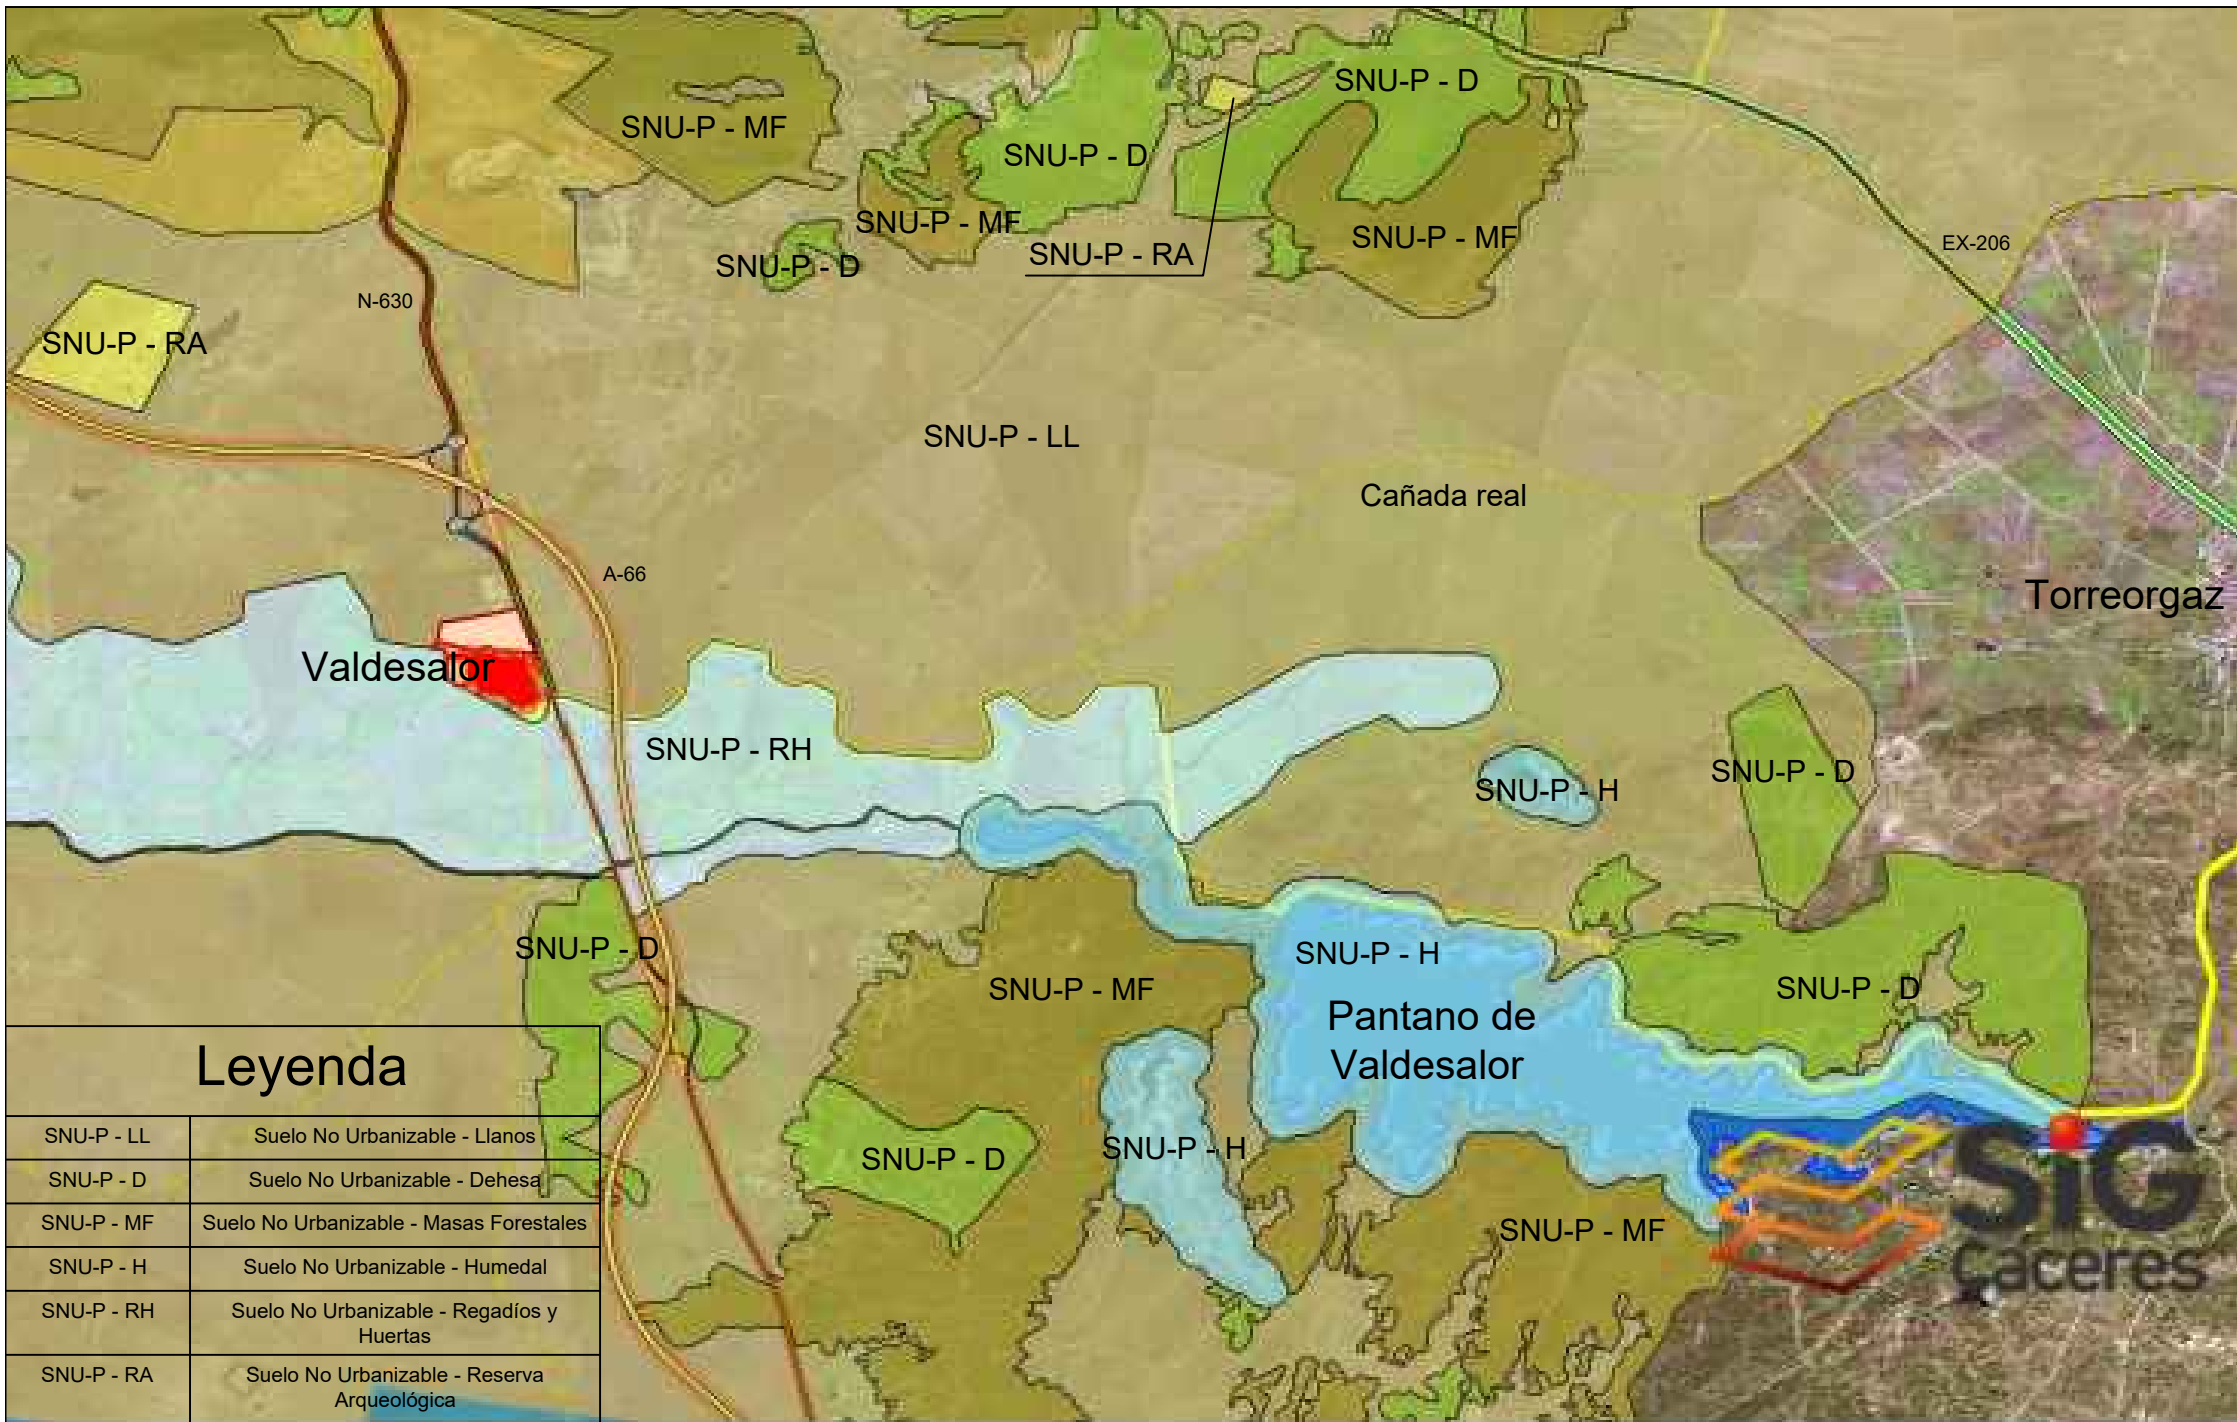 SNU-P - D
SNU-P - MF
SNU-P - D
SNU-P - MF
SNU-P - RA
SNU-P - MF
SNU-P - D
EX-206
N-630
SNU-P - RA
SNU-P - LL
Cañada real
A-66
Torreorgaz
Valdesalor
SNU-P - RH
SNU-P - H
SNU-P - D
SNU-P - D
SNU-P - H
SNU-P - MF
SNU-P - D
Pantano de
Valdesalor
SNU-P - D
SNU-P - H
SNU-P - MF
Leyenda
SNU-P - LL Suelo No Urbanizable - Llanos
SNU-P - D Suelo No Urbanizable - Dehesa
SNU-P - MF Suelo No Urbanizable - Masas Forestales
SNU-P - H Suelo No Urbanizable - Humedal
SNU-P - RH Suelo No Urbanizable - Regadíos y
Huertas
SNU-P - RA Suelo No Urbanizable - Reserva
Arqueológica
SiG
Cáceres